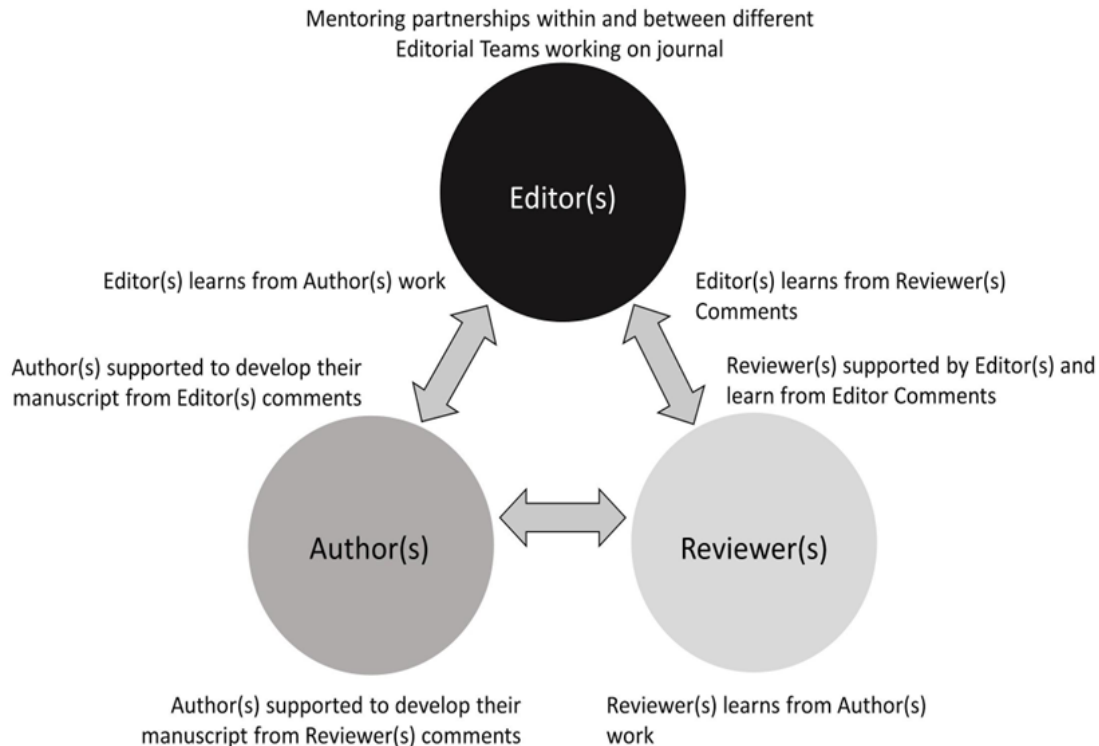 Mentoring partnerships within and between different
Editorial Teams working on journal
Editor(s)
Editor(s) learns from Author(s) work
Editor(s) learns from Reviewer(s)
Comments
Author(s) supported to develop their
manuscript from Editor(s) comments
Reviewer(s) supported by Editor(s) and
learn from Editor Comments
Author(s)
Reviewer(s)
Author(s) supported to develop their
manuscript from Reviewer(s) comments
Reviewer(s) learns from Author(s)
work